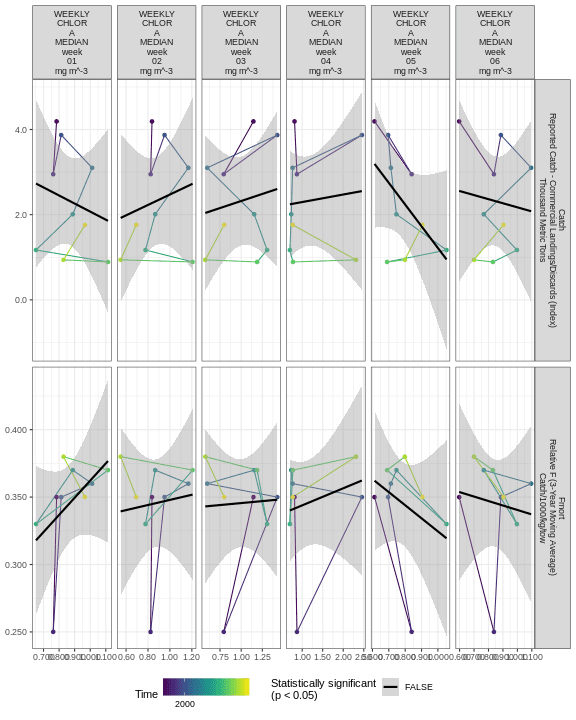 WEEKLY
CHLOR
A
MEDIAN
week
01
mg m^-3
WEEKLY
CHLOR
A
MEDIAN
week
02
mg m^-3
WEEKLY
CHLOR
A
MEDIAN
week
03
mg m^-3
WEEKLY
CHLOR
A
MEDIAN
week
04
mg m^-3
WEEKLY
CHLOR
A
MEDIAN
week
05
mg m^-3
WEEKLY
CHLOR
A
MEDIAN
week
06
mg m^-3
4.0
2.0
0.0
Catch
Reported Catch - Commercial Landings/Discards (Index)
Thousand Metric Tons
0.400
0.350
0.300
0.250
Fmort
Relative F (3-Year Moving Average)
Catch/1000/kg/tow
0.60 0.80 1.00 1.20
0.75 1.00 1.25
1.00 1.50 2.00
Time
2000
Statistically significant
(p < 0.05)
FALSE